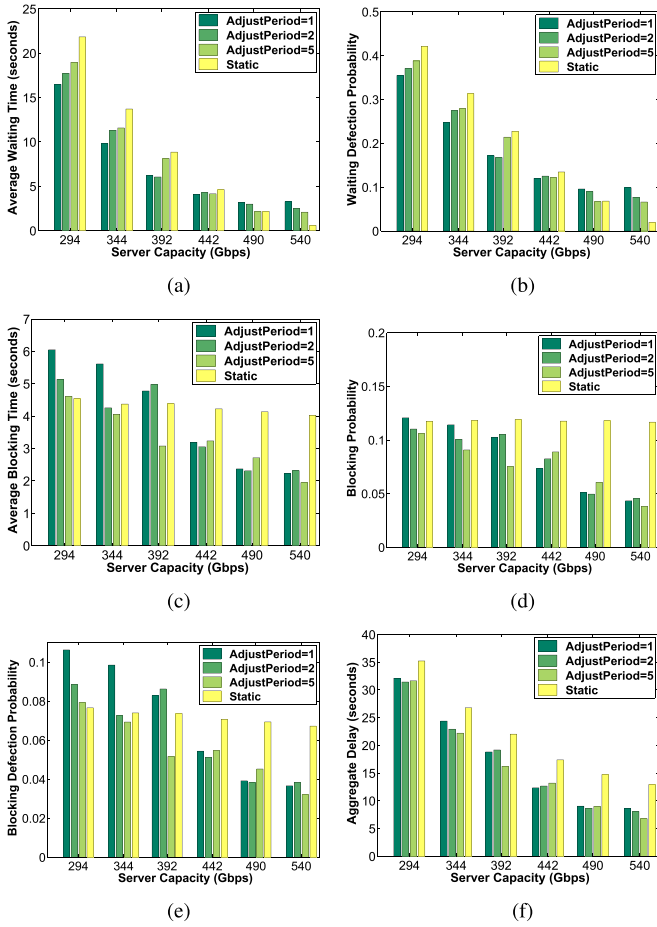 25
20
15
10
5
0
Average Waiting Time (seconds)
AdjustPeriod=1
AdjustPeriod=2
AdjustPeriod=5
Static
294 344 392 442 490 540
Server Capacity (Gbps)
(a)
0.5
0.4
0.3
0.2
0.1
0
Waiting Defection Probability
AdjustPeriod=1
AdjustPeriod=2
AdjustPeriod=5
Static
294 344 392 442 490 540
Server Capacity (Gbps)
(b)
7
6
5
4
3
2
1
0
Average Blocking Time (seconds)
AdjustPeriod=1
AdjustPeriod=2
AdjustPeriod=5
Static
294 344 392 442 490 540
Server Capacity (Gbps)
(c)
0.2
0.15
0.1
0.05
0
Blocking Probability
AdjustPeriod=1
AdjustPeriod=2
AdjustPeriod=5
Static
294 344 392 442 490 540
Server Capacity (Gbps)
(d)
0.1
0.08
0.06
0.04
0.02
0
Blocking Defection Probability
AdjustPeriod=1
AdjustPeriod=2
AdjustPeriod=5
Static
294 344 392 442 490 540
Server Capacity (Gbps)
(e)
40
35
30
25
20
15
10
5
0
Aggregate Delay (seconds)
AdjustPeriod=1
AdjustPeriod=2
AdjustPeriod=5
Static
294 344 392 442 490 540
Server Capacity (Gbps)
(f)